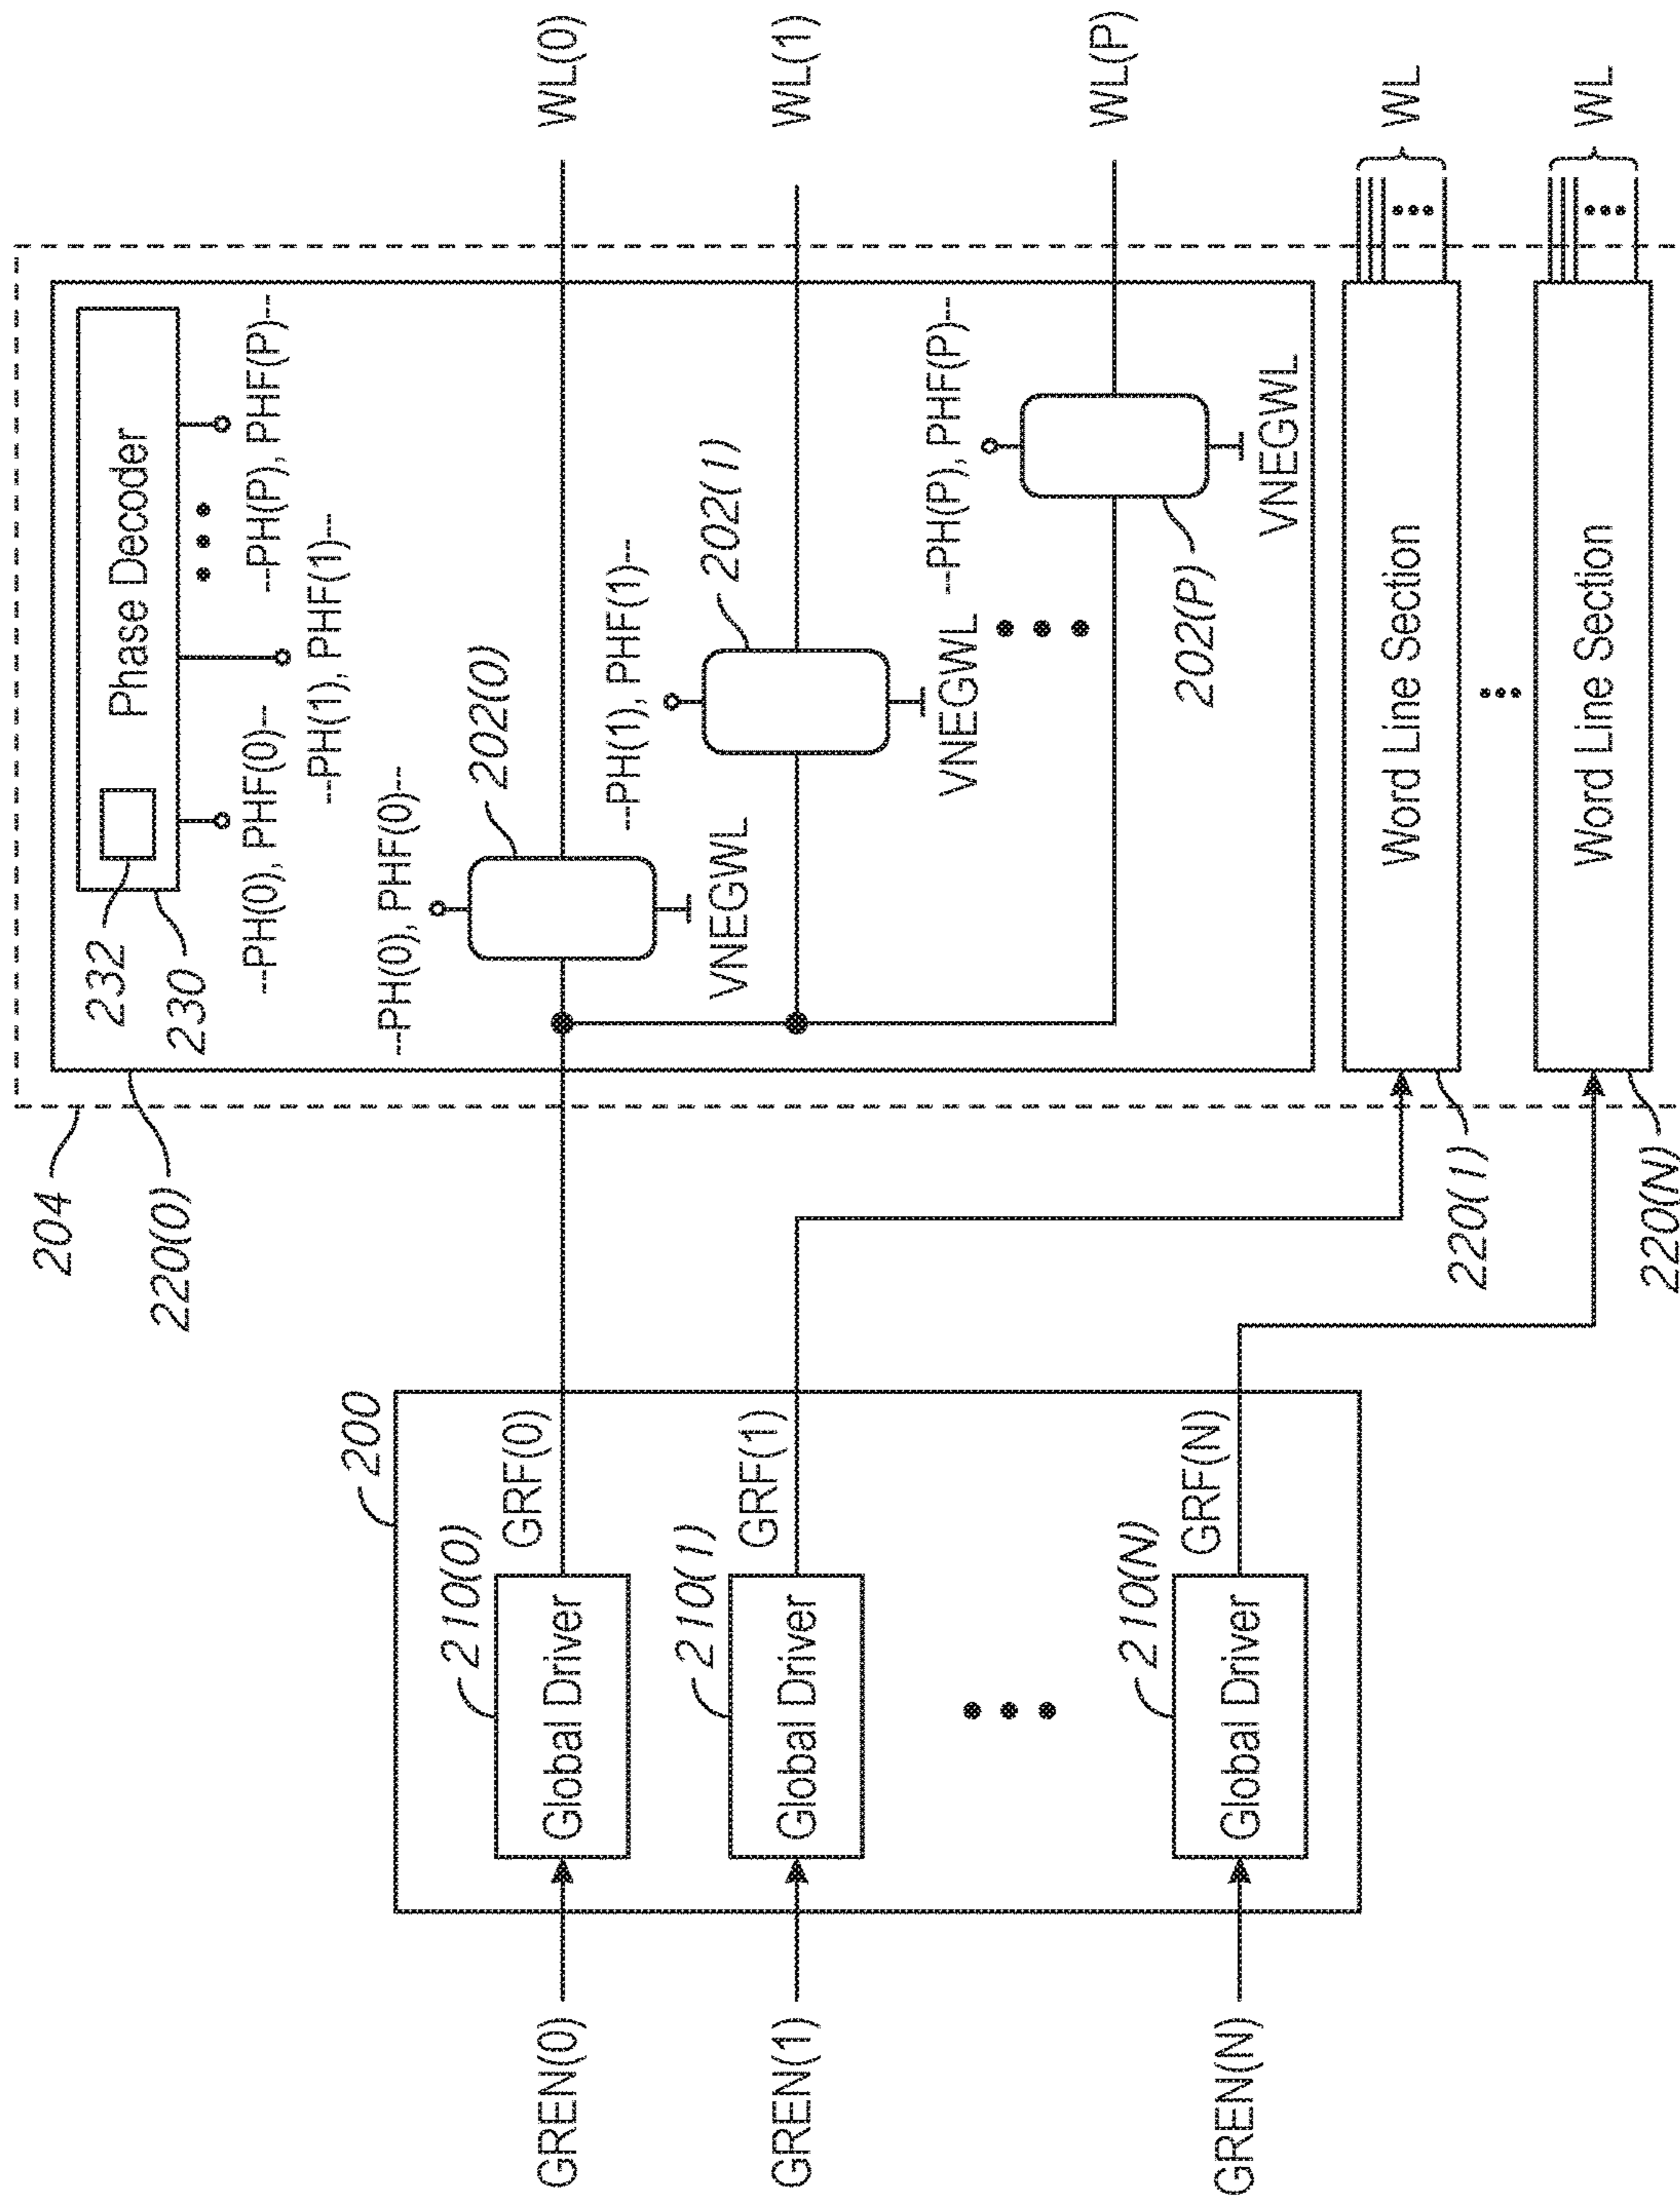 204
220(0)
232
230
Phase Decoder
--PH(0), PHF(0)--
--PH(P), PHF(P)--
--PH(1), PHF(1)--
--PH(0), PHF(0)--
202(0)
VNEGWL
WL(0)
--PH(1), PHF(1)--
202(1)
VNEGWL
WL(1)
--PH(P), PHF(P)--
202(P)
VNEGWL
WL(P)
200
GREN(0)
210(0)
Global Driver
GRF(0)
GREN(1)
210(1)
Global Driver
GRF(1)
GREN(N)
210(N)
Global Driver
GRF(N)
Word Line Section
WL
220(1)
Word Line Section
WL
220(N)